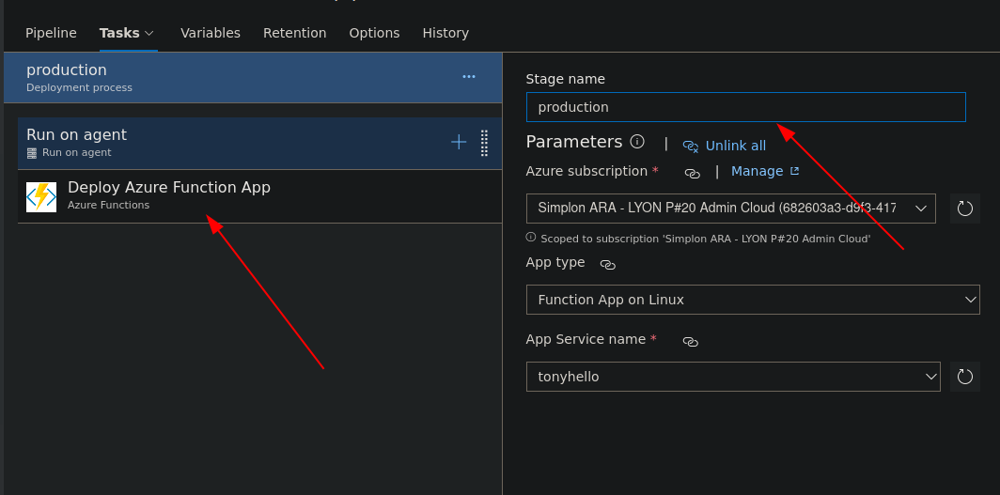 Pipeline Tasks Variables Retention Options History
production
Deployment process
Run on agent
Run on agent
Deploy Azure Function App
Azure Functions
Stage name
production
Parameters | Unlink all
Azure subscription * | Manage
Simplon ARA - LYON P#20 Admin Cloud (682603a3-d9f3-417
Scoped to subscription 'Simplon ARA - LYON P#20 Admin Cloud'
App type
Function App on Linux
App Service name *
tonyhello